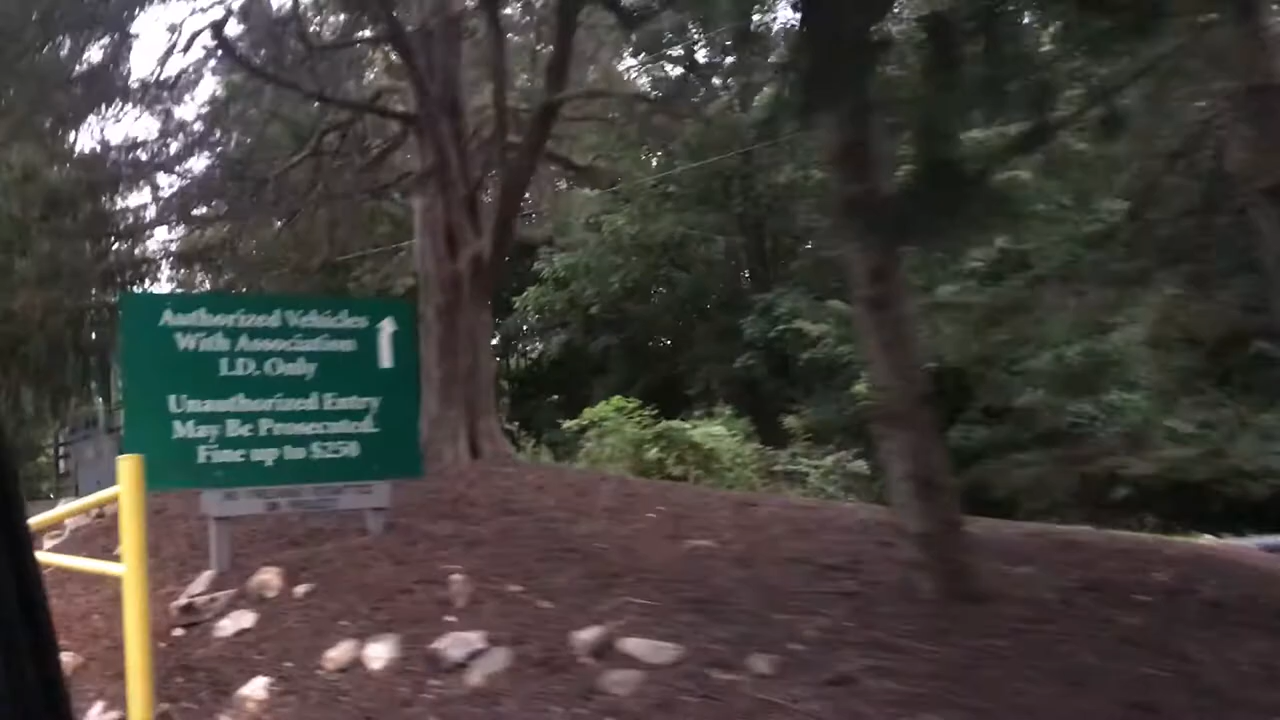 Authorized Vehicles
With Association
I.D. Only
Unauthorized Entry
May Be Prosecuted.
Fine up to $250